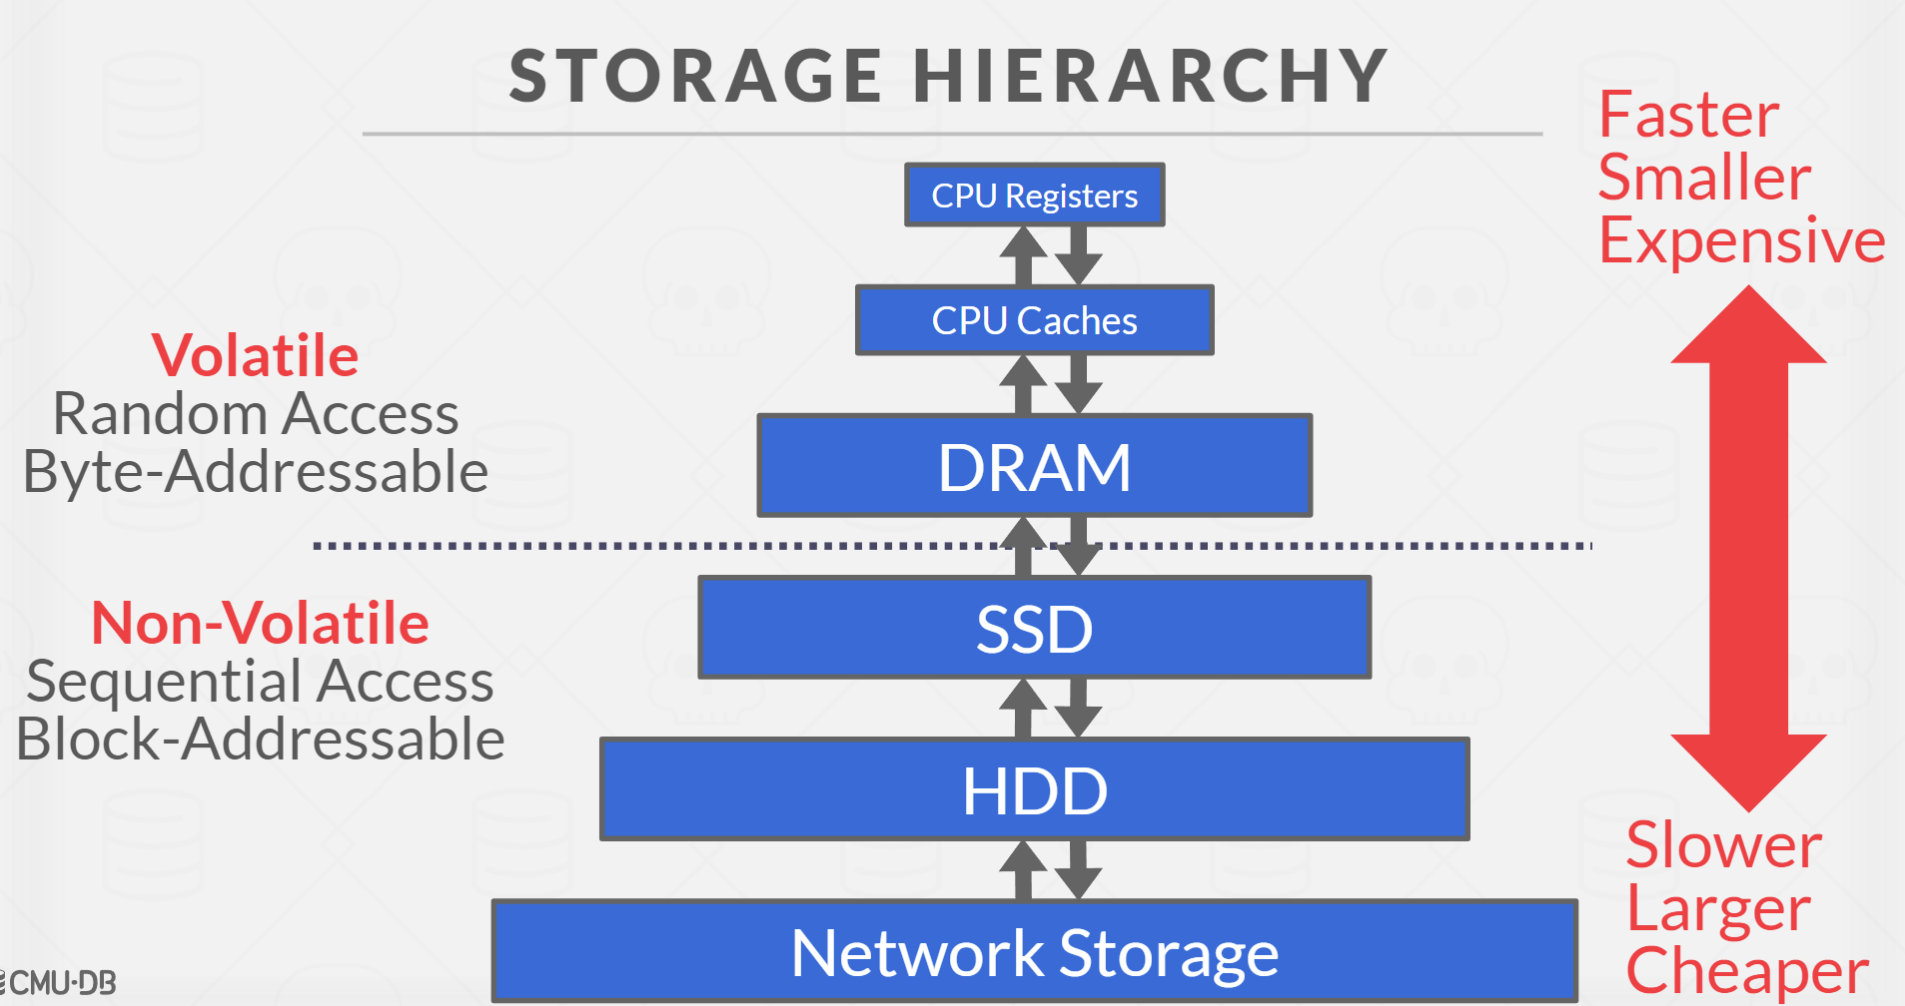 STORAGE HIERARCHY
Faster
Smaller
Expensive
CPU Registers
CPU Caches
Volatile
Random Access
Byte-Addressable
DRAM
Non-Volatile
Sequential Access
Block-Addressable
SSD
HDD
Network Storage
Slower
Larger
Cheaper
CMU·DB